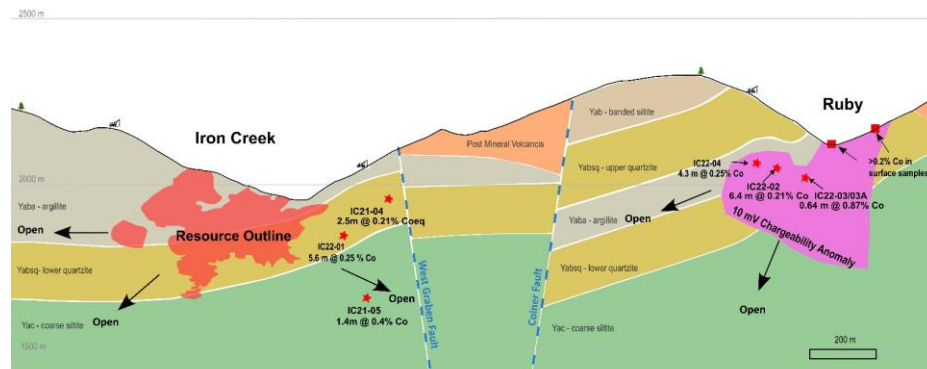 2500 m
Ruby
Yab - banded siltite
Iron Creek
Post Mineral Volcancis
Yabsq - upper quartzite
>0.2% Co in
surface samples
IC22-04
4.3 m @ 0.25% Co
IC22-02
6.4 m @ 0.21% Co
IC22-03/03A
0.64 m @ 0.87% Co
2000 m
Yaba - argillite
IC21-04
2.5m @ 0.21% Coeq
Open
Resource Outline
IC22-01
5.6 m @ 0.25 % Co
Yaba - argillite
Open
10 mV Chargeability Anomaly
Yabsq- lower quartzite
Yabsq - lower quartzite
West Graben Fault
Colner Fault
Open
Open
IC21-05
1.4m @ 0.4% Co
Open
Yac - coarse siltite
Yac - coarse siltite
1500 m
200 m